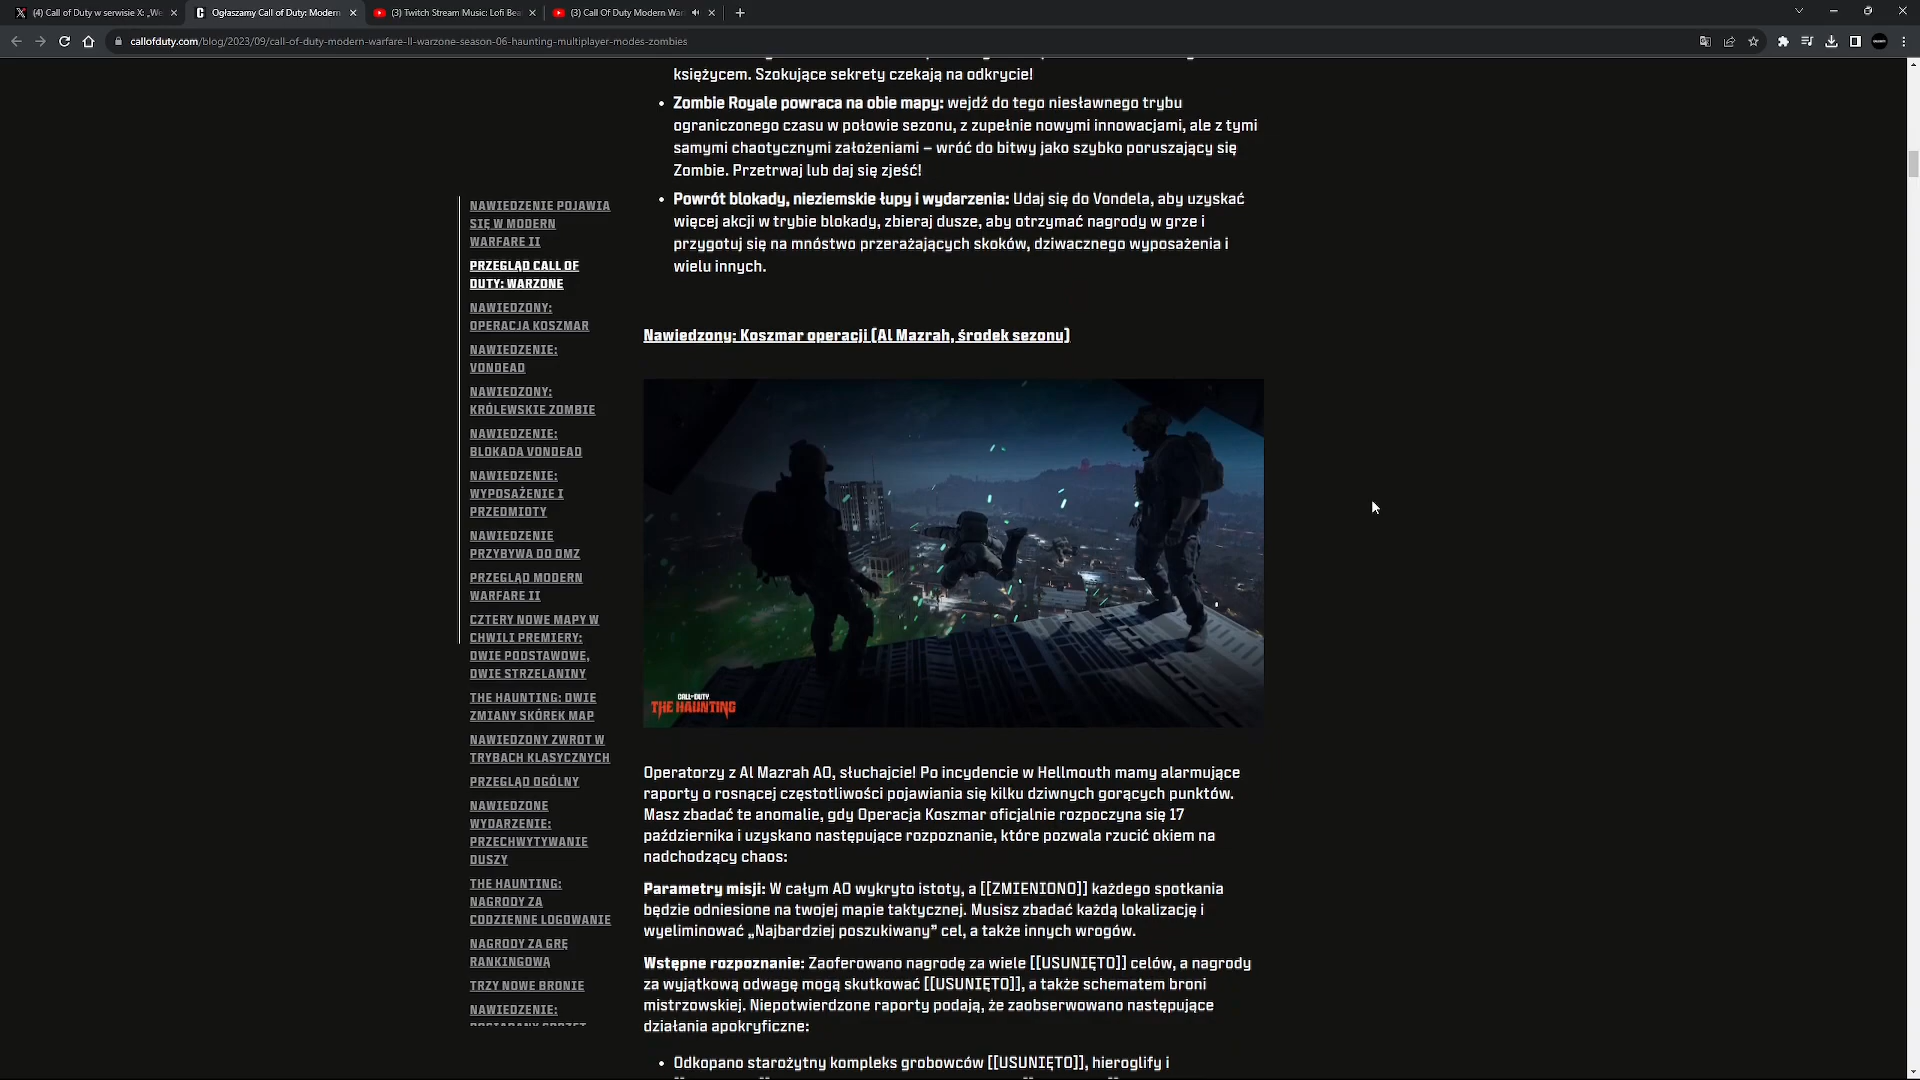 (4) Call of Duty w serwisie X: „We
Ogłaszamy Call of Duty: Modern
(3) Twitch Stream Music: Lofi Bea
(3) Call Of Duty Modern War
callofduty.com/blog/2023/09/call-of-duty-modern-warfare-II-warzone-season-06-haunting-multiplayer-modes-zombies
księżycem. Szokujące sekrety czekają na odkrycie!
• Zombie Royale powraca na obie mapy: wejdź do tego niesławnego trybu
ograniczonego czasu w połowie sezonu, z zupełnie nowymi innowacjami, ale z tymi
samymi chaotycznymi założeniami – wróć do bitwy jako szybko poruszający się
Zombie. Przetrwaj lub daj się zjeść!
• Powrót blokady, nieziemskie łupy i wydarzenia: Udaj się do Vondela, aby uzyskać
więcej akcji w trybie blokady, zbieraj dusze, aby otrzymać nagrody w grze i
przygotuj się na mnóstwo przerażających skoków, dziwacznego wyposażenia i
wielu innych.
NAWIEDZENIE POJAWIA
SIĘ W MODERN
WARFARE II
PRZEGLĄD CALL OF
DUTY: WARZONE
NAWIEDZONY:
OPERACJA KOSZMAR
NAWIEDZENIE:
VONDEAD
NAWIEDZONY:
KRÓLEWSKIE ZOMBIE
NAWIEDZENIE:
BLOKADA VONDEAD
NAWIEDZENIE:
WYPOSAŻENIE I
PRZEDMIOTY
NAWIEDZENIE
PRZYBYWA DO DMZ
PRZEGLĄD MODERN
WARFARE II
CZTERY NOWE MAPY W
CHWILI PREMIERY:
DWIE PODSTAWOWE,
DWIE STRZELANINY
THE HAUNTING: DWIE
ZMIANY SKÓREK MAP
NAWIEDZONY ZWROT W
TRYBACH KLASYCZNYCH
PRZEGLĄD OGÓLNY
NAWIEDZONE
WYDARZENIE:
PRZECHWYTYWANIE
DUSZY
THE HAUNTING:
NAGRODY ZA
CODZIENNE LOGOWANIE
NAGRODY ZA GRĘ
RANKINGOWĄ
TRZY NOWE BRONIE
NAWIEDZENIE:
Nawiedzony: Koszmar operacji (Al Mazrah, środek sezonu)
CALL OF DUTY.
THE HAUNTING
Operatorzy z Al Mazrah AO, słuchajcie! Po incydencie w Hellmouth mamy alarmujące
raporty o rosnącej częstotliwości pojawiania się kilku dziwnych gorących punktów.
Masz zbadać te anomalie, gdy Operacja Koszmar oficjalnie rozpoczyna się 17
października i uzyskano następujące rozpoznanie, które pozwala rzucić okiem na
nadchodzący chaos:
Parametry misji: W całym AO wykryto istoty, a [[ZMIENIONO]] każdego spotkania
będzie odniesione na twojej mapie taktycznej. Musisz zbadać każdą lokalizację i
wyeliminować „Najbardziej poszukiwany” cel, a także innych wrogów.
Wstępne rozpoznanie: Zaoferowano nagrodę za wiele [[USUNIĘTO]] celów, a nagrody
za wyjątkową odwagę mogą skutkować [[USUNIĘTO]], a także schematem broni
mistrzowskiej. Niepotwierdzone raporty podają, że zaobserwowano następujące
działania apokryficzne:
• Odkopano starożytny kompleks grobowców [[USUNIĘTO]], hieroglify i